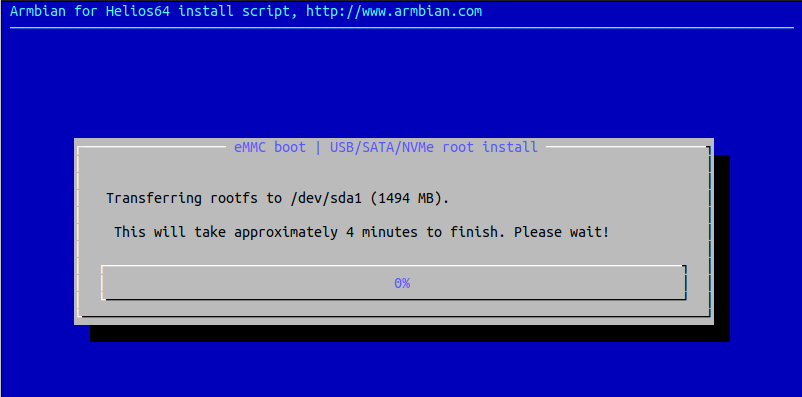 Armbian for Helios64 install script, http://www.armbian.com
eMMC boot | USB/SATA/NVMe root install
Transferring rootfs to /dev/sda1 (1494 MB).
This will take approximately 4 minutes to finish. Please wait!
0%